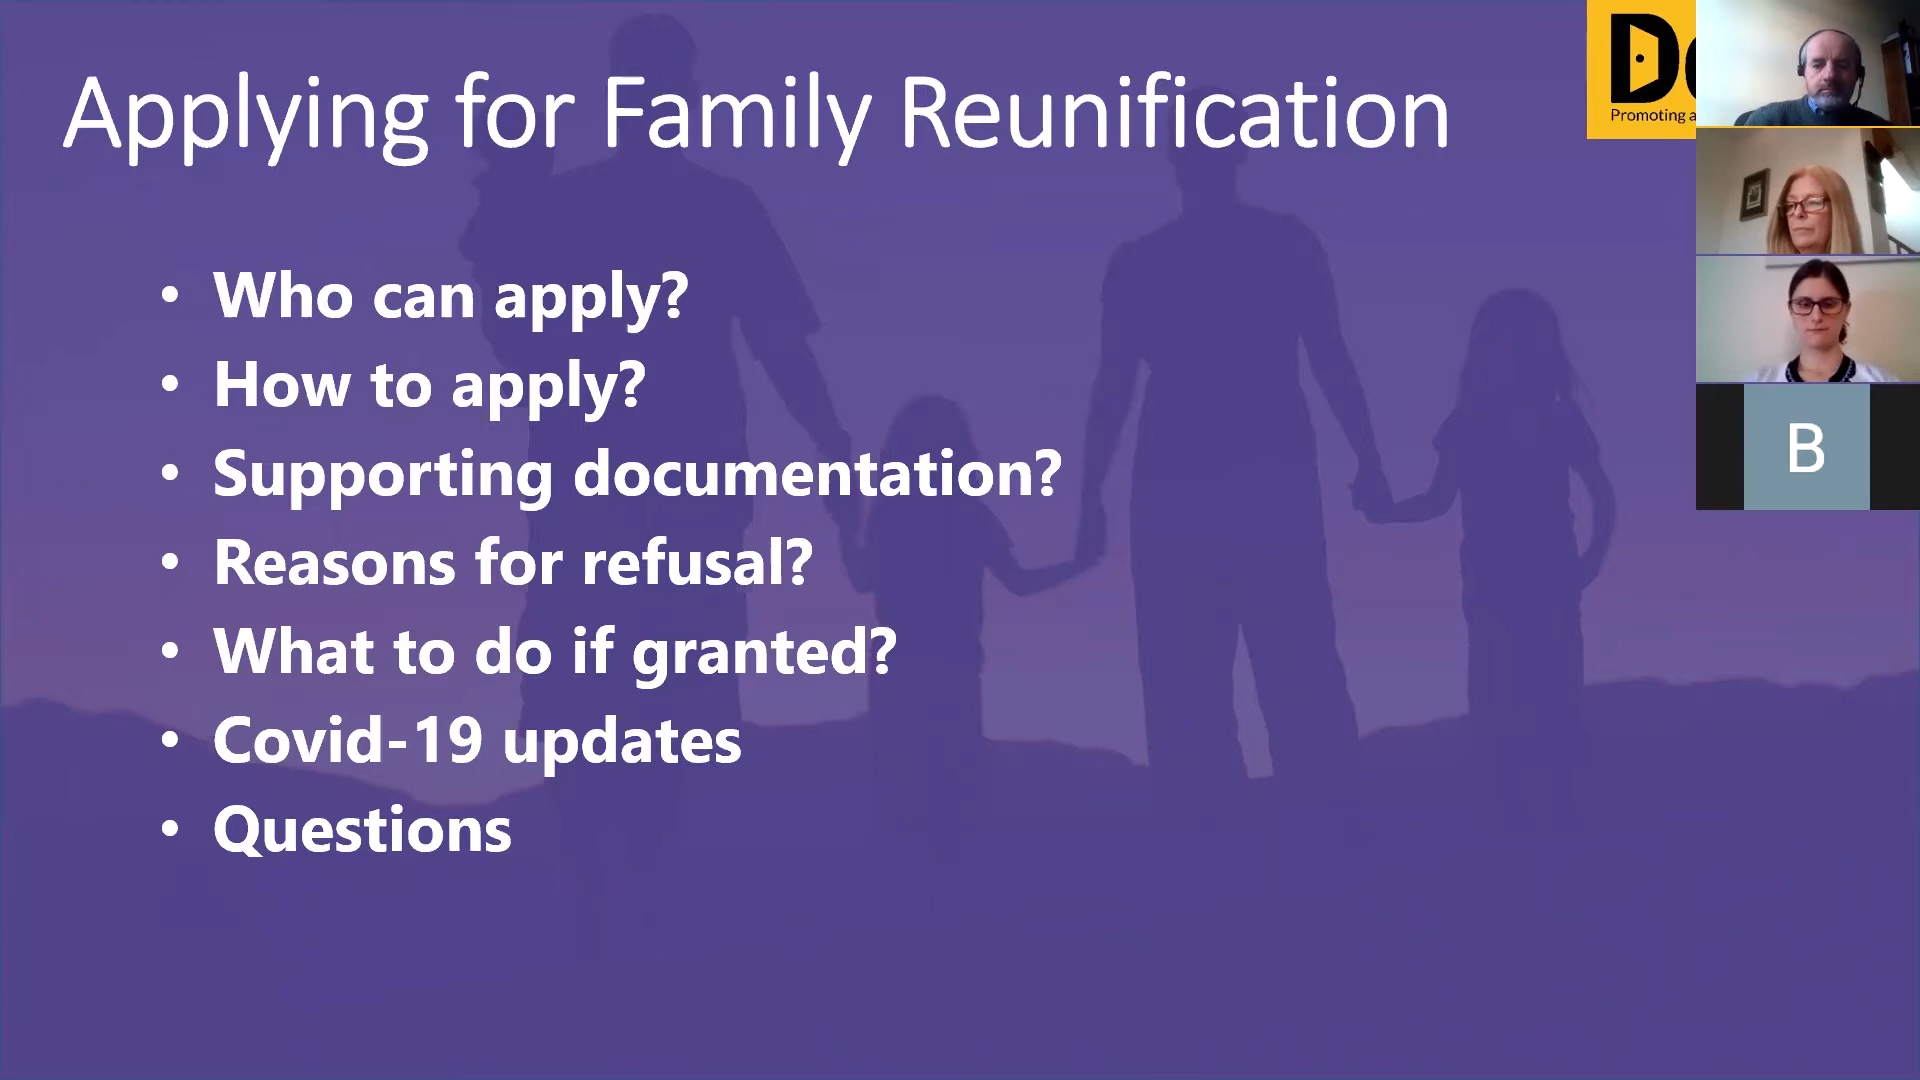 Applying for Family Reunification
• Who can apply?
• How to apply?
• Supporting documentation?
• Reasons for refusal?
• What to do if granted?
• Covid-19 updates
• Questions
Promoting
B